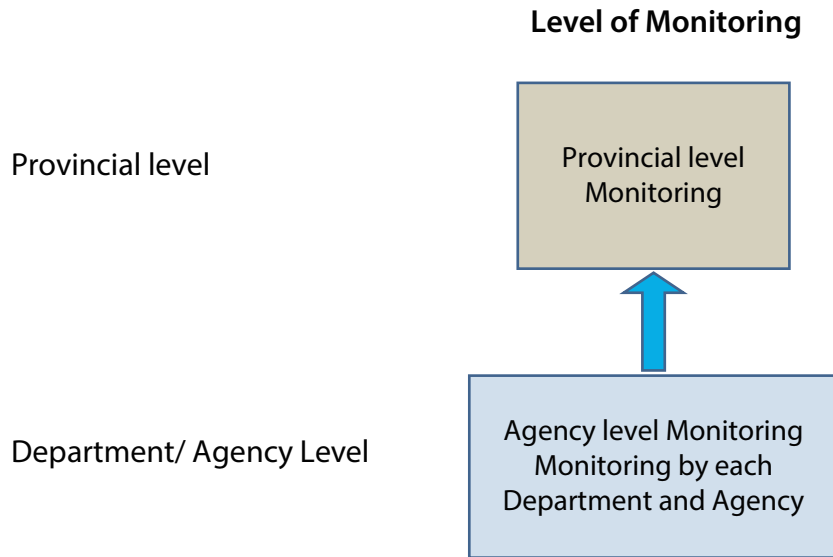 Level of Monitoring
Provincial level
Provincial level
Monitoring
Department/ Agency Level
Agency level Monitoring
Monitoring by each
Department and Agency